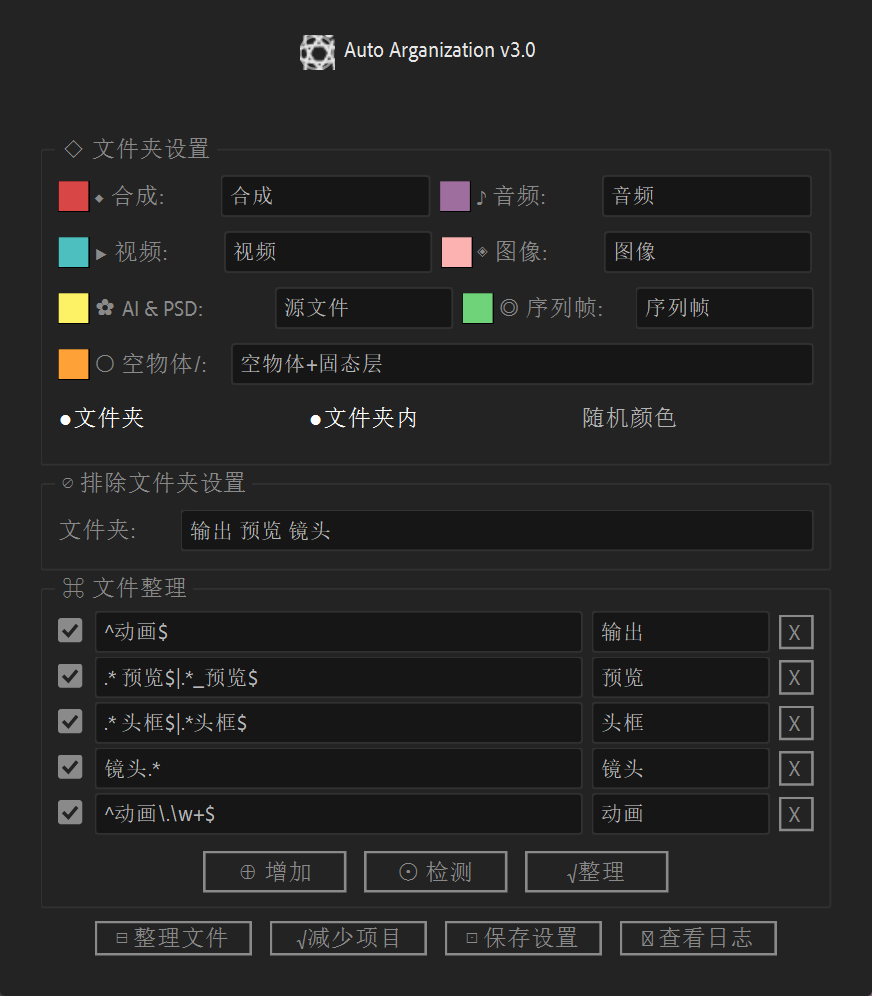 Auto Arganization v3.0
◇ 文件夹设置
◆ 合成: 合成 ♪ 音频: 音频
▶ 视频: 视频 ◈ 图像: 图像
✿ AI & PSD: 源文件 ◎ 序列帧: 序列帧
○ 空物体/: 空物体+固态层
●文件夹 ●文件夹内 随机颜色
⊘ 排除文件夹设置
文件夹: 输出 预览 镜头
⌘ 文件整理
^动画$ 输出 X
.* 预览$|.*_预览$ 预览 X
.* 头框$|.*头框$ 头框 X
镜头.* 镜头 X
^动画\.\w+$ 动画 X
⊕ 增加 ⊙ 检测 √整理
⊟ 整理文件 √减少项目 ⊡ 保存设置 查看日志